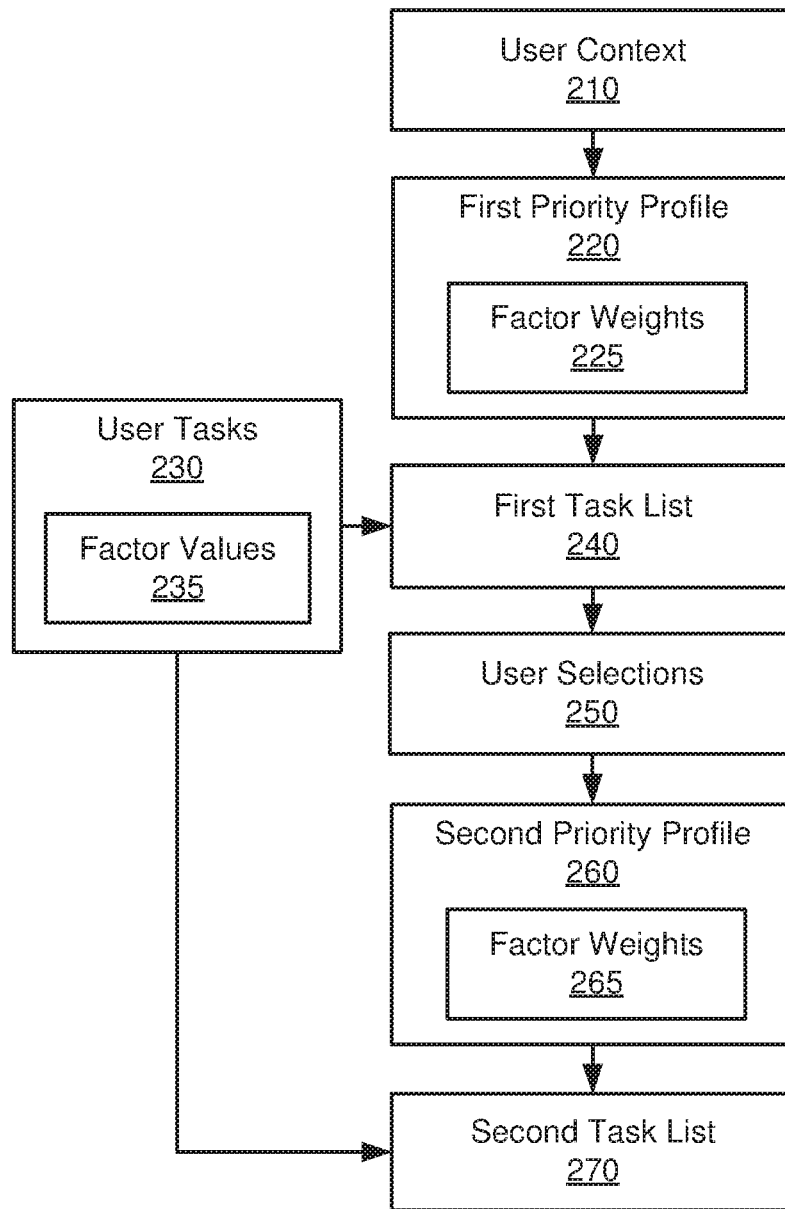 User Context
210
First Priority Profile
220
Factor Weights
225
User Tasks
230
Factor Values
235
First Task List
240
User Selections
250
Second Priority Profile
260
Factor Weights
265
Second Task List
270